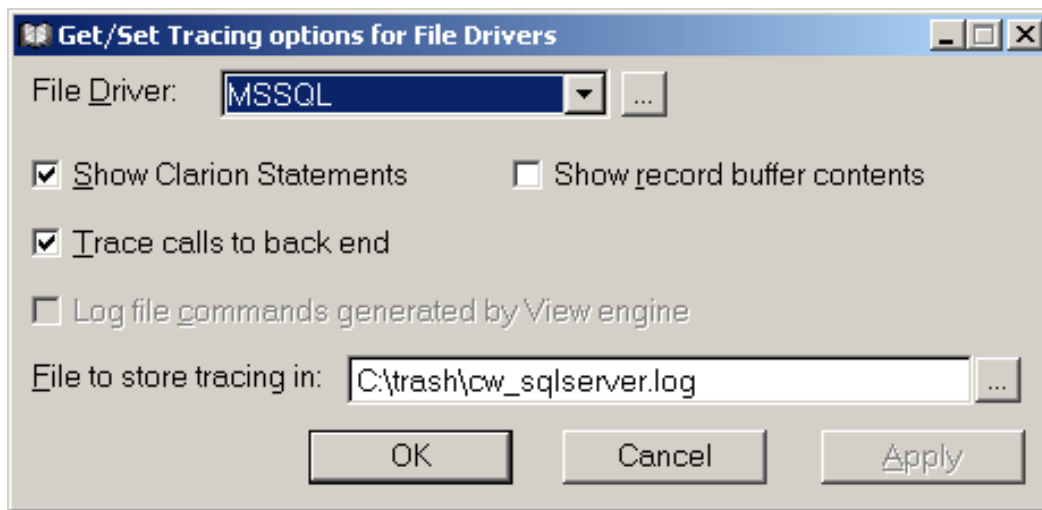 Get/Set Tracing options for File Drivers
File Driver: MSSQL ...
Show Clarion Statements Show record buffer contents
Trace calls to back end
Log file commands generated by View engine
File to store tracing in: C:\trash\cw_sqlserver.log ...
OK Cancel Apply